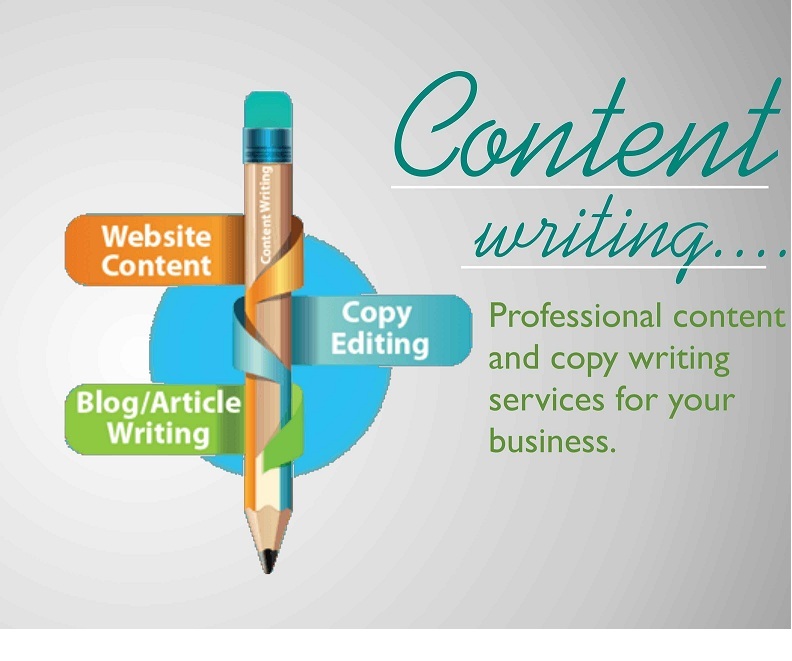 Content
writing....
Content Writing
Website
Content
Copy
Editing
Blog/Article
Writing
Professional content
and copy writing
services for your
business.